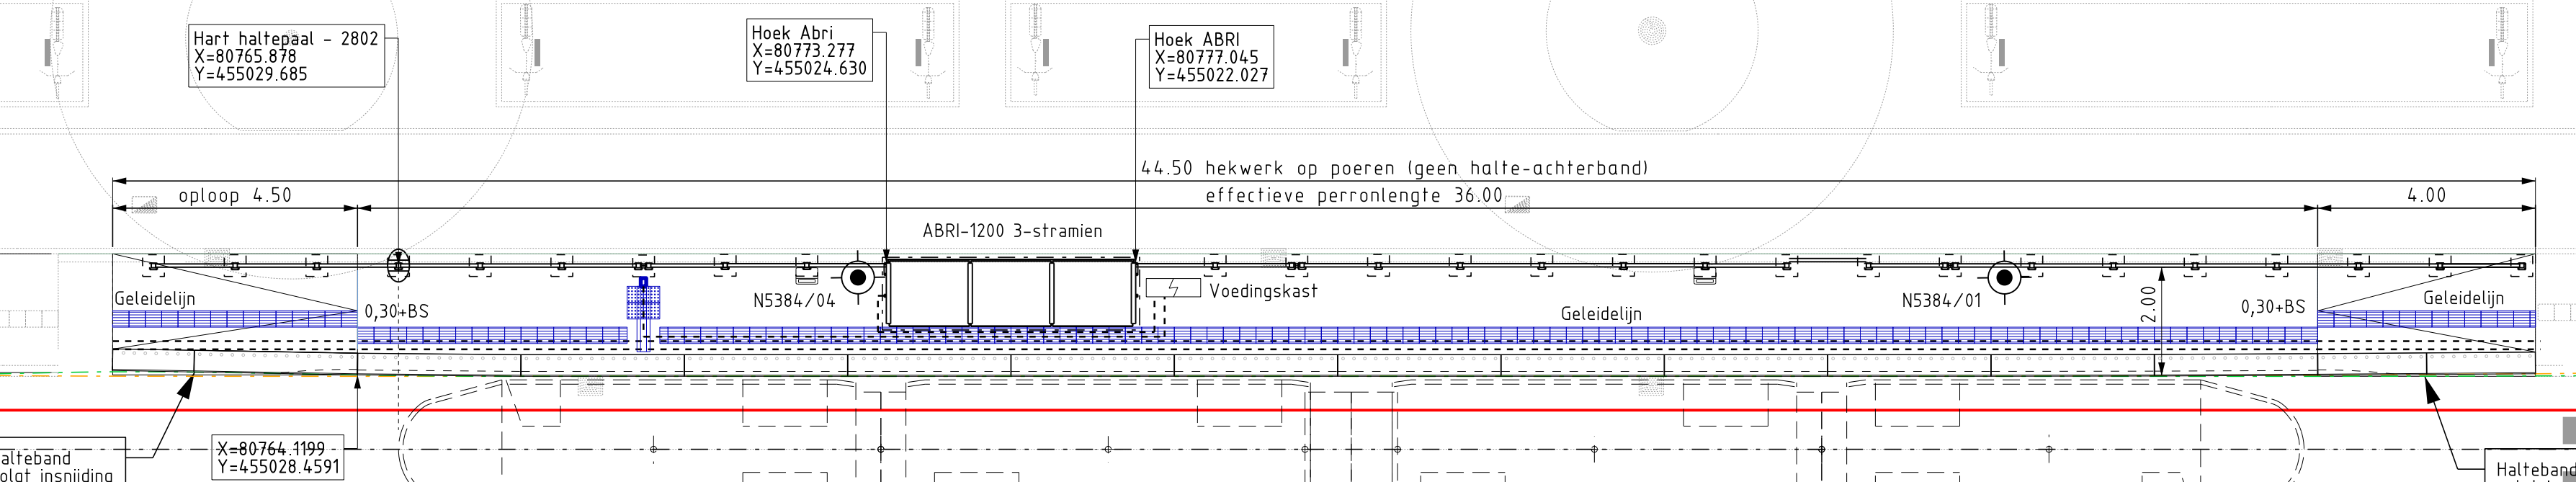 Hart haltepaal - 2802
X=80765.878
Y=455029.685
Hoek Abri
X=80773.277
Y=455024.630
Hoek ABRI
X=80777.045
Y=455022.027
44.50 hekwerk op poeren (geen halte-achterband)
oploop 4.50
effectieve perronlengte 36.00
4.00
ABRI-1200 3-stramien
Geleidelijn
0,30+BS
N5384/04
Voedingskast
Geleidelijn
N5384/01
2.00
0,30+BS
Geleidelijn
X=80764.1199
Y=455028.4591
alteband
olgt insnijding
Halteband